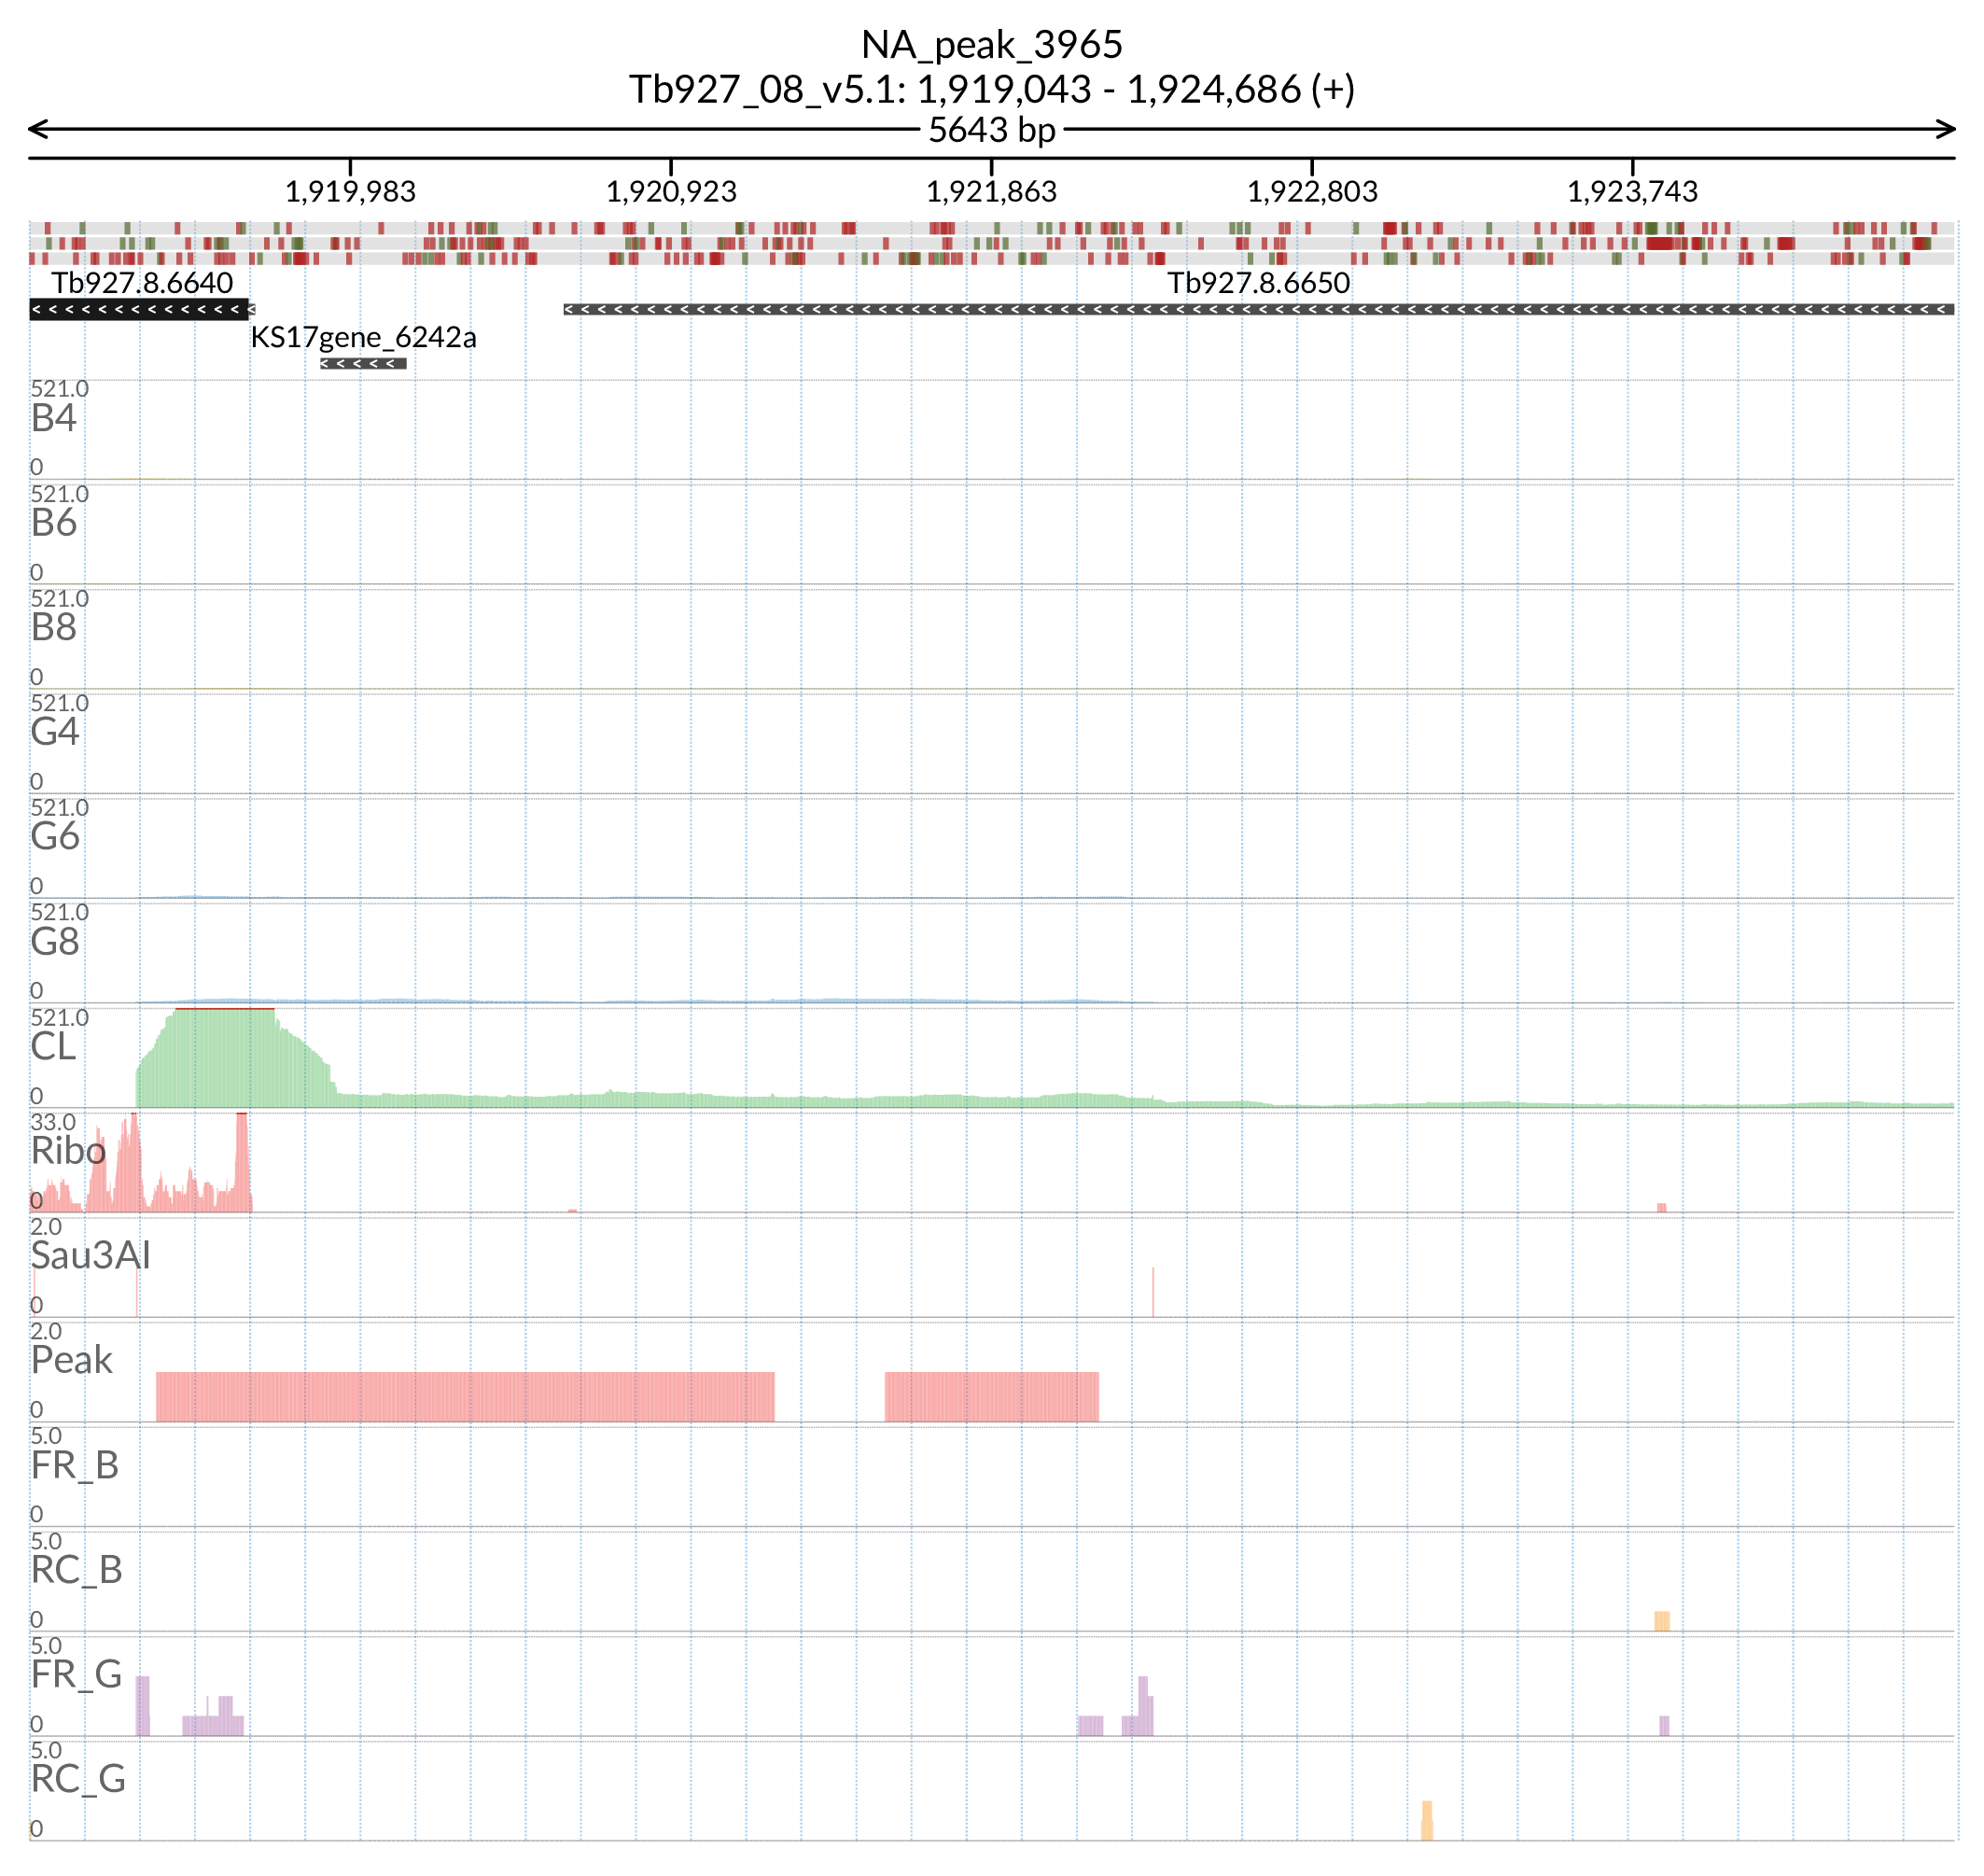 NA_peak_3965
Tb927_08_v5.1: 1,919,043 - 1,924,686 (+)
5643 bp
1,919,983 1,920,923 1,921,863 1,922,803 1,923,743
Tb927.8.6640 Tb927.8.6650
KS17gene_6242a
521.0
B4
0
521.0
B6
0
521.0
B8
0
521.0
G4
0
521.0
G6
0
521.0
G8
0
521.0
CL
0
33.0
Ribo
0
2.0
Sau3AI
0
2.0
Peak
0
5.0
FR_B
0
5.0
RC_B
0
5.0
FR_G
0
5.0
RC_G
0